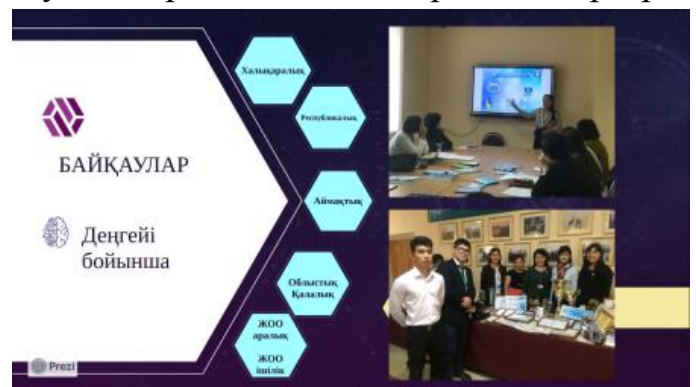 БАЙҚАУЛАР
Деңгейі
бойынша
Халықаралық
Республикалық
Аймақтық
Облыстық
Қалалық
ЖОО
аралық
ЖОО
ішілік
Prezi